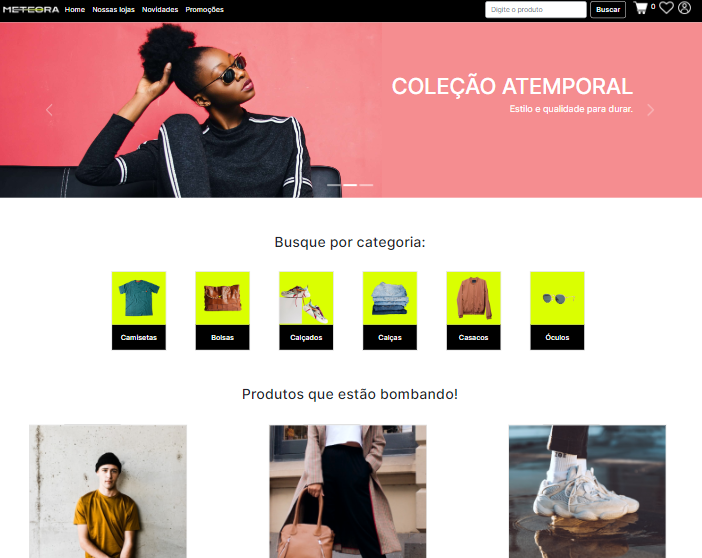 METEORA Home Nossas lojas Novidades Promoções Digite o produto Buscar 0
COLEÇÃO ATEMPORAL
Estilo e qualidade para durar.
Busque por categoria:
Camisetas Bolsas Calçados Calças Casacos Óculos
Produtos que estão bombando!